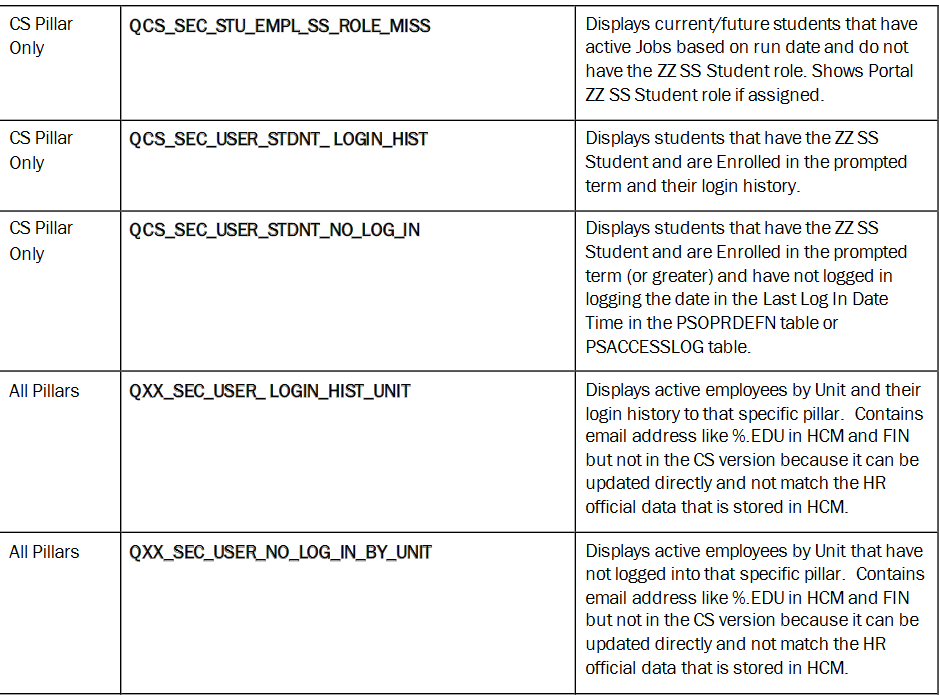 CS Pillar
Only
QCS_SEC_STU_EMPL_SS_ROLE_MISS
Displays current/future students that have
active Jobs based on run date and do not
have the ZZ SS Student role. Shows Portal
ZZ SS Student role if assigned.
CS Pillar
Only
QCS_SEC_USER_STDNT_ LOGIN_HIST
Displays students that have the ZZ SS
Student and are Enrolled in the prompted
term and their login history.
CS Pillar
Only
QCS_SEC_USER_STDNT_NO_LOG_IN
Displays students that have the ZZ SS
Student and are Enrolled in the prompted
term (or greater) and have not logged in
logging the date in the Last Log In Date
Time in the PSOPRDEFN table or
PSACCESSLOG table.
All Pillars
QXX_SEC_USER_ LOGIN_HIST_UNIT
Displays active employees by Unit and their
login history to that specific pillar.  Contains
email address like %.EDU in HCM and FIN
but not in the CS version because it can be
updated directly and not match the HR
official data that is stored in HCM.
All Pillars
QXX_SEC_USER_NO_LOG_IN_BY_UNIT
Displays active employees by Unit that have
not logged into that specific pillar.  Contains
email address like %.EDU in HCM and FIN
but not in the CS version because it can be
updated directly and not match the HR
official data that is stored in HCM.